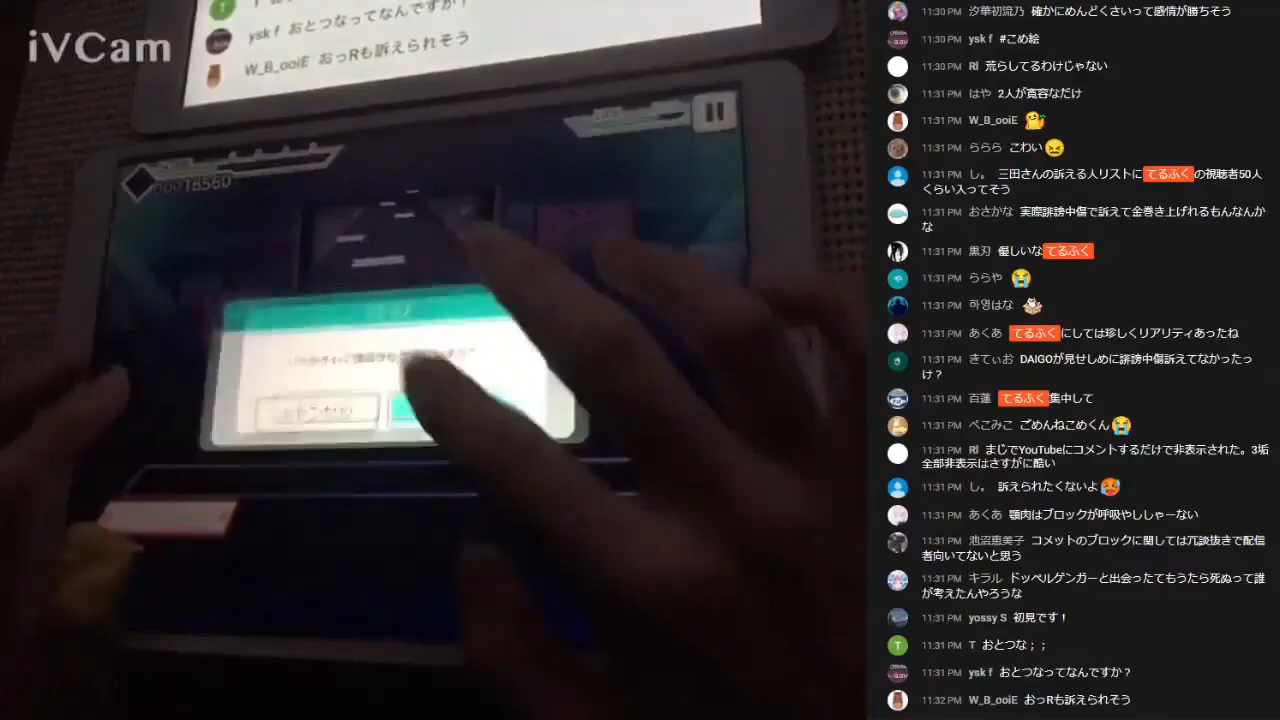 iVCam
ysk f おとつなってなんですか？
W_B_ooiE おっRも訴えられそう
00018560
11:30 PM 汐華初流乃 確かにめんどくさいって感情が勝ちそう
11:30 PM ysk f #こめ絵
11:30 PM RI 荒らしてるわけじゃない
11:31 PM はや 2人が寛容なだけ
11:31 PM W_B_ooiE
11:31 PM ららら こわい😖
11:31 PM し。 三田さんの訴える人リストにてるふくの視聴者50人
くらい入ってそう
11:31 PM おさかな 実際誹謗中傷で訴えて金巻き上げれるもんなんか
な
11:31 PM 黒刃 優しいなてるふく
11:31 PM ららや 😭
11:31 PM 하영はな
11:31 PM あくあ てるふくにしては珍しくリアリティあったね
11:31 PM きてぃお DAIGOが見せしめに誹謗中傷訴えてなかったっ
け？
11:31 PM 百蓮 てるふく集中して
11:31 PM ぺこみこ ごめんねこめくん😭
11:31 PM RI まじでYouTubeにコメントするだけで非表示された。3垢
全部非表示はさすがに酷い
11:31 PM し。 訴えられたくないよ🥵
11:31 PM あくあ 顎肉はブロックが呼吸やししゃーない
11:31 PM 池沼恵美子 コメットのブロックに関しては冗談抜きで配信
者向いてないと思う
11:31 PM キラル ドッペルゲンガーと出会ったてもうたら死ぬって誰
が考えたんやろうな
11:31 PM yossy S 初見です！
11:31 PM T おとつな；；
11:31 PM ysk f おとつなってなんですか？
11:32 PM W_B_ooiE おっRも訴えられそう